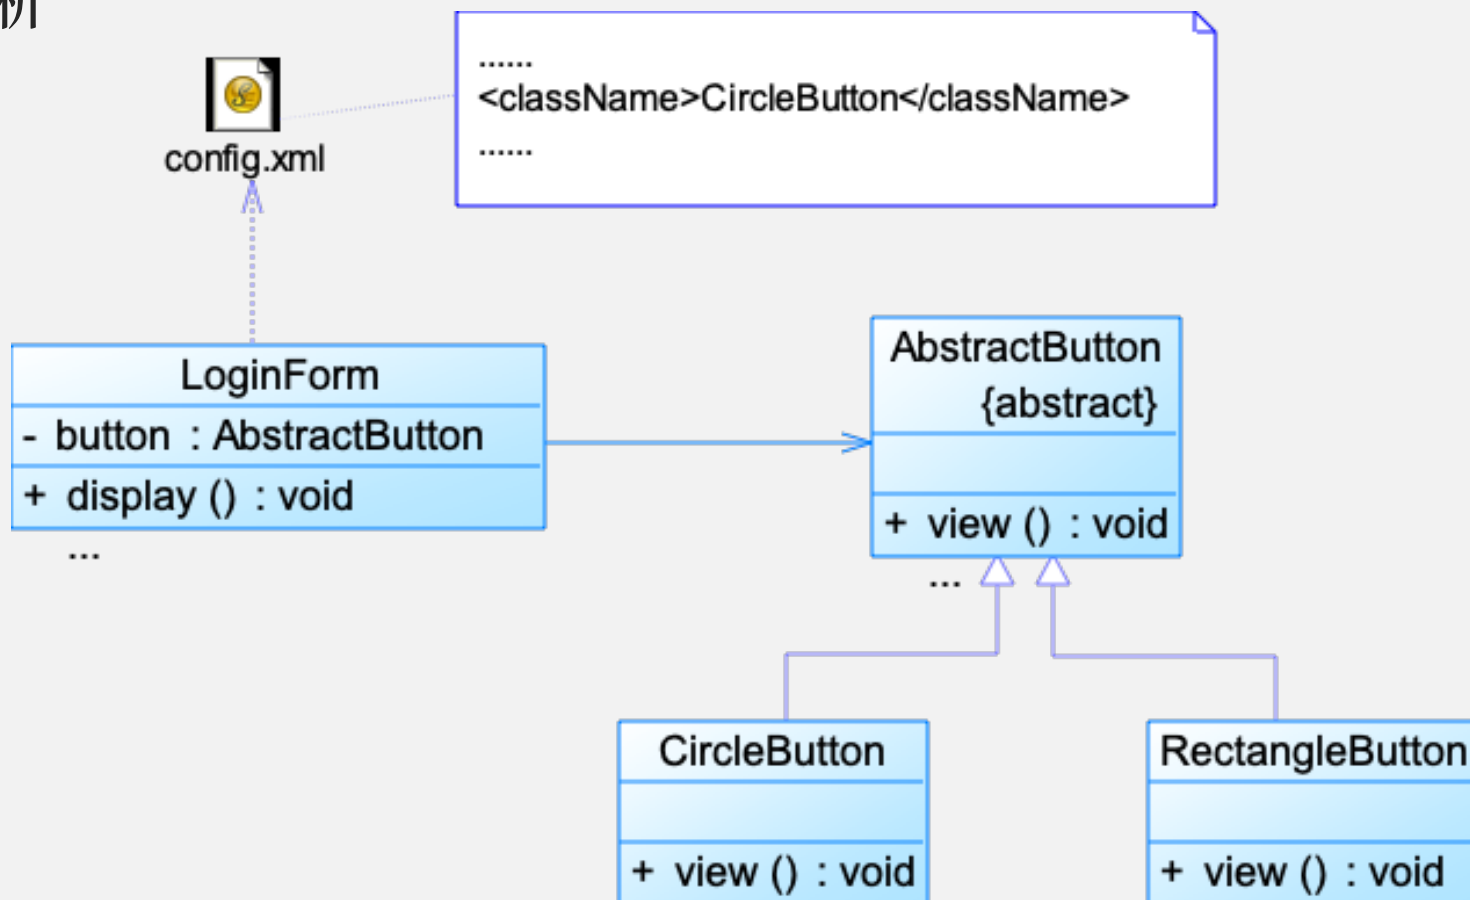 析
......
<className>CircleButton</className>
......
config.xml
LoginForm
- button : AbstractButton
+ display () : void
...
AbstractButton
{abstract}
+ view () : void
...
CircleButton
+ view () : void
RectangleButton
+ view () : void